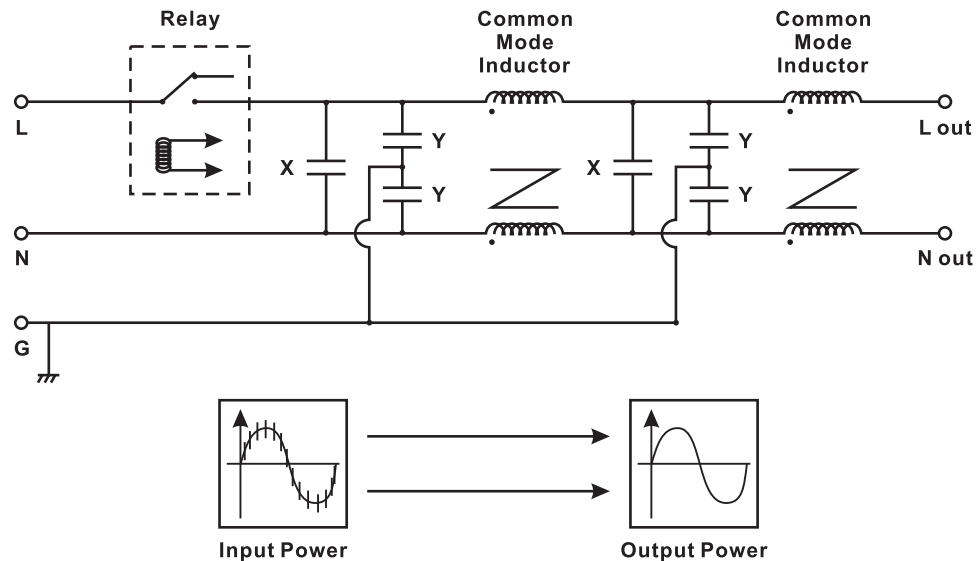 Relay
Common
Mode
Inductor
Common
Mode
Inductor
L
L out
X
Y
Y
X
Y
Y
N
N out
G
Input Power
Output Power